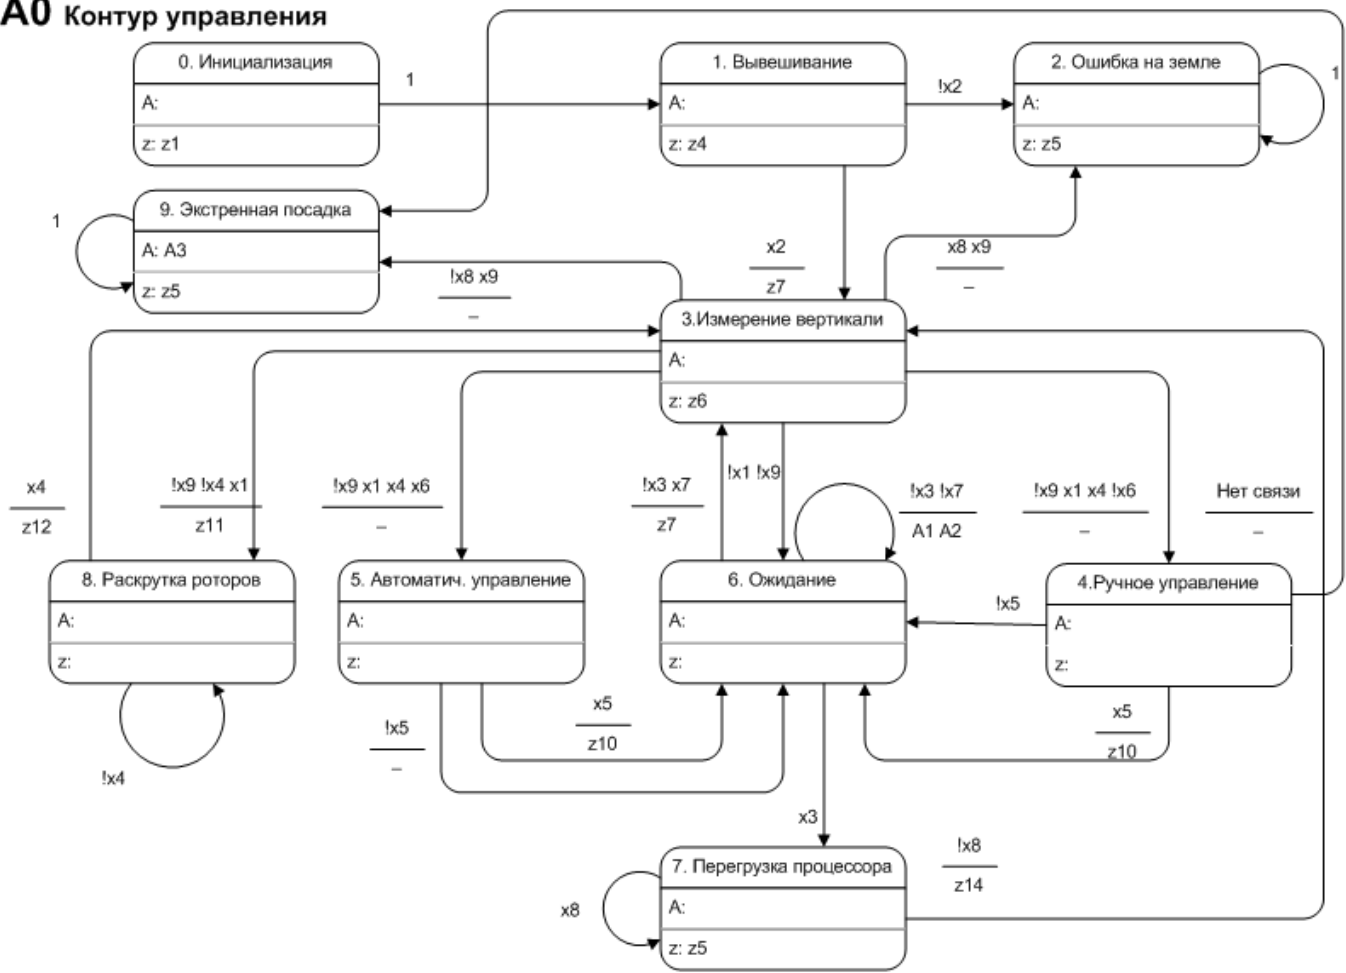 A0 Контур управления
0. Инициализация
A:
z: z1
1
1. Вывешивание
A:
z: z4
!x2
2. Ошибка на земле
A:
z: z5
1
9. Экстренная посадка
A: A3
z: z5
1
!x8 x9
–
x2
z7
x8 x9
–
3.Измерение вертикали
A:
z: z6
x4
z12
!x9 !x4 x1
z11
!x9 x1 x4 x6
–
!x3 x7
z7
!x1 !x9
!x3 !x7
A1 A2
!x9 x1 x4 !x6
–
Нет связи
–
8. Раскрутка роторов
A:
z:
!x4
5. Автоматич. управление
A:
z:
!x5
–
x5
z10
6. Ожидание
A:
z:
!x5
4.Ручное управление
A:
z:
x5
z10
x3
7. Перегрузка процессора
A:
z: z5
x8
!x8
z14